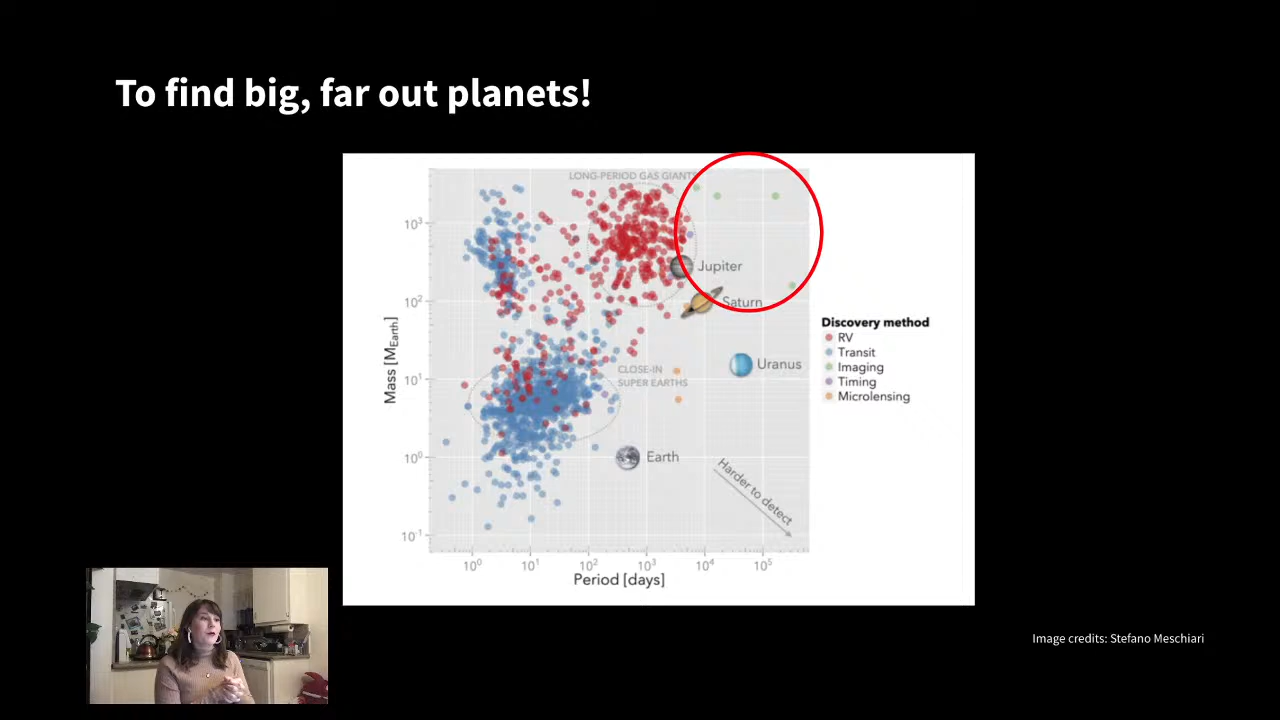 To find big, far out planets!
LONG-PERIOD GAS GIANTS
10³
Jupiter
10²
Saturn
Discovery method
RV
Transit
Imaging
Timing
Microlensing
Mass [M_Earth]
CLOSE-IN
SUPER EARTHS
Uranus
10¹
10⁰
Earth
Harder to detect
10⁻¹
10⁰ 10¹ 10² 10³ 10⁴ 10⁵
Period [days]
Image credits: Stefano Meschiari